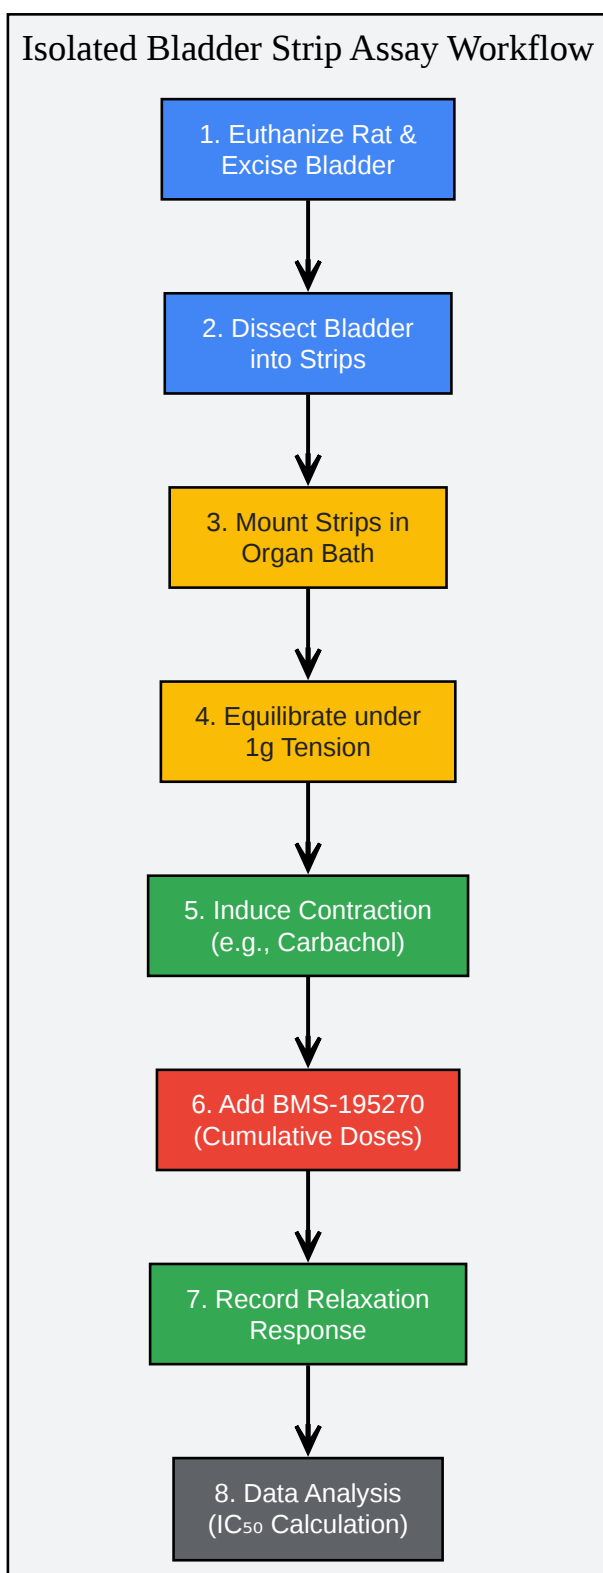 Isolated Bladder Strip Assay Workflow
1. Euthanize Rat &
Excise Bladder
2. Dissect Bladder
into Strips
3. Mount Strips in
Organ Bath
4. Equilibrate under
1g Tension
5. Induce Contraction
(e.g., Carbachol)
6. Add BMS-195270
(Cumulative Doses)
7. Record Relaxation
Response
8. Data Analysis
(IC₅₀ Calculation)